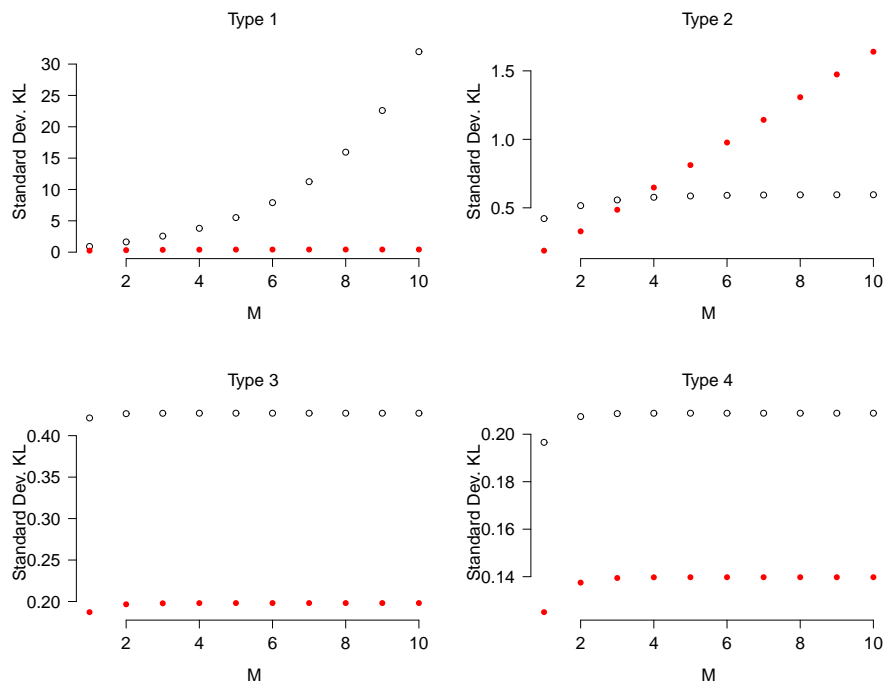 Type 1
Standard Dev. KL
30
25
20
15
10
5
0
2 4 6 8 10
M
Type 2
Standard Dev. KL
1.5
1.0
0.5
2 4 6 8 10
M
Type 3
Standard Dev. KL
0.40
0.35
0.30
0.25
0.20
2 4 6 8 10
M
Type 4
Standard Dev. KL
0.20
0.18
0.16
0.14
2 4 6 8 10
M